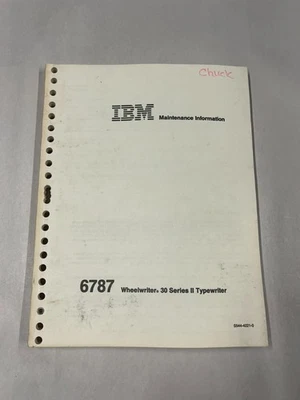 Chuck
IBM Maintenance Information
6787 Wheelwriter® 30 Series II Typewriter